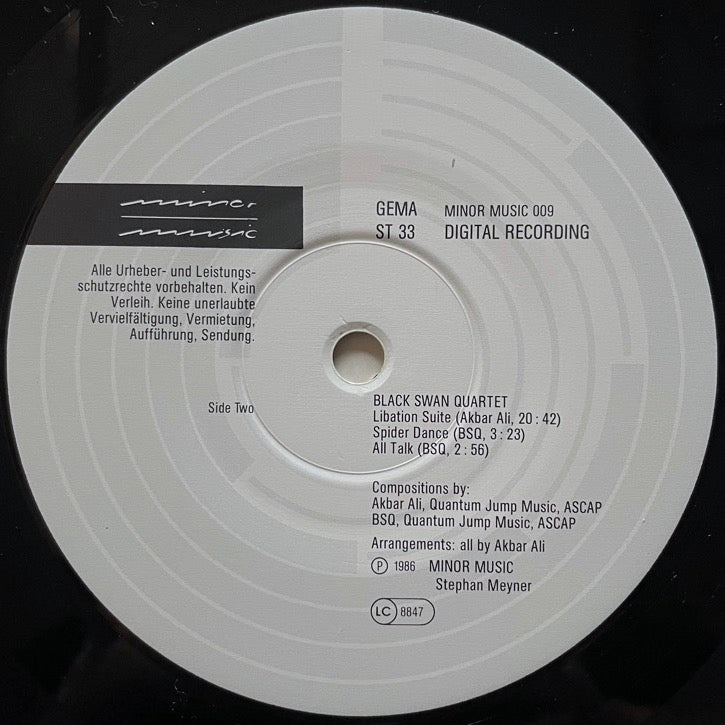 minor
music
GEMA MINOR MUSIC 009
ST 33 DIGITAL RECORDING
Alle Urheber- und Leistungs-
schutzrechte vorbehalten. Kein
Verleih. Keine unerlaubte
Vervielfältigung, Vermietung,
Aufführung, Sendung.
Side Two
BLACK SWAN QUARTET
Libation Suite (Akbar Ali, 20 : 42)
Spider Dance (BSQ, 3 : 23)
All Talk (BSQ, 2 : 56)
Compositions by:
Akbar Ali, Quantum Jump Music, ASCAP
BSQ, Quantum Jump Music, ASCAP
Arrangements: all by Akbar Ali
Ⓟ 1986 MINOR MUSIC
Stephan Meyner
LC 8847